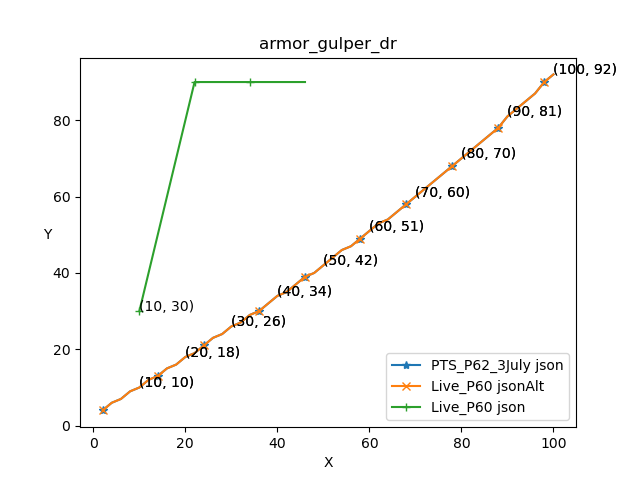 armor_gulper_dr
(100, 92)
(90, 81)
80
(80, 70)
60
(70, 60)
Y
(60, 51)
(50, 42)
40
(40, 34)
(10, 30)
(30, 26)
20
(20, 18)
(10, 10)
PTS_P62_3July json
Live_P60 jsonAlt
Live_P60 json
0
0 20 40 60 80 100
X